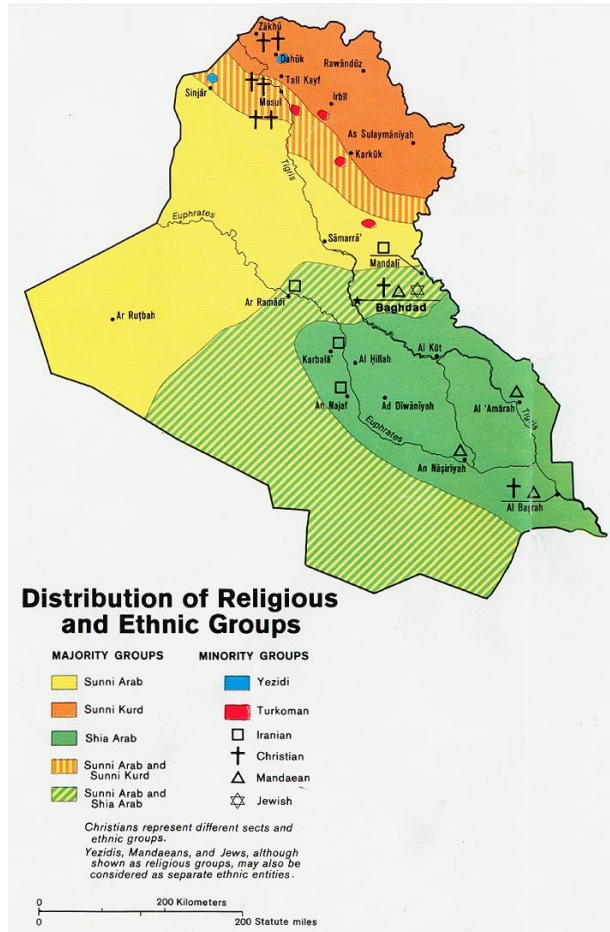 Zākhū
Dahūk
Rawāndūz
Tall Kayf
Sinjār
Mosul
Irbīl
As Sulaymānīyah
Karkūk
Tigris
Euphrates
Sāmarrā'
Mandalī
Ar Ramādī
Baghdad
Ar Ruṭbah
Al Kūt
Karbalā'
Al Ḥillah
An Najaf
Ad Dīwānīyah
Al 'Amārah
Tigris
Euphrates
An Nāşirīyah
Al Başrah
Distribution of Religious
and Ethnic Groups
MAJORITY GROUPS
Sunni Arab
Sunni Kurd
Shia Arab
Sunni Arab and
Sunni Kurd
Sunni Arab and
Shia Arab
MINORITY GROUPS
Yezidi
Turkoman
Iranian
Christian
Mandaean
Jewish
Christians represent different sects and
ethnic groups.
Yezidis, Mandaeans, and Jews, although
shown as religious groups, may also be
considered as separate ethnic entities.
0 200 Kilometers
0 200 Statute miles